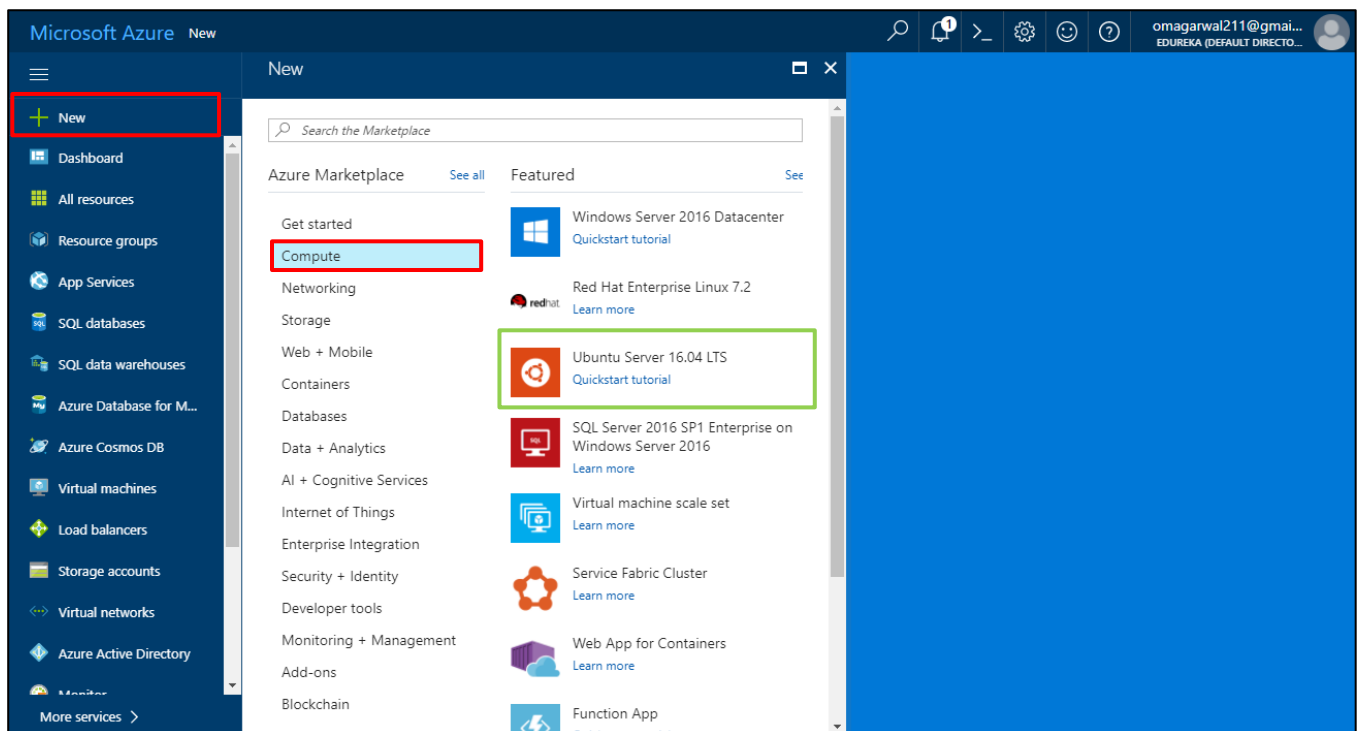 Microsoft Azure New
1
>_
omagarwal211@gmai...
EDUREKA (DEFAULT DIRECTO...
New
Dashboard
All resources
Resource groups
App Services
SQL databases
SQL data warehouses
Azure Database for M...
Azure Cosmos DB
Virtual machines
Load balancers
Storage accounts
Virtual networks
Azure Active Directory
Monitor
More services >
New
Search the Marketplace
Azure Marketplace See all
Get started
Compute
Networking
Storage
Web + Mobile
Containers
Databases
Data + Analytics
AI + Cognitive Services
Internet of Things
Enterprise Integration
Security + Identity
Developer tools
Monitoring + Management
Add-ons
Blockchain
Featured See
Windows Server 2016 Datacenter
Quickstart tutorial
redhat
Red Hat Enterprise Linux 7.2
Learn more
Ubuntu Server 16.04 LTS
Quickstart tutorial
SQL
SQL Server 2016 SP1 Enterprise on
Windows Server 2016
Learn more
Virtual machine scale set
Learn more
Service Fabric Cluster
Learn more
Web App for Containers
Learn more
Function App